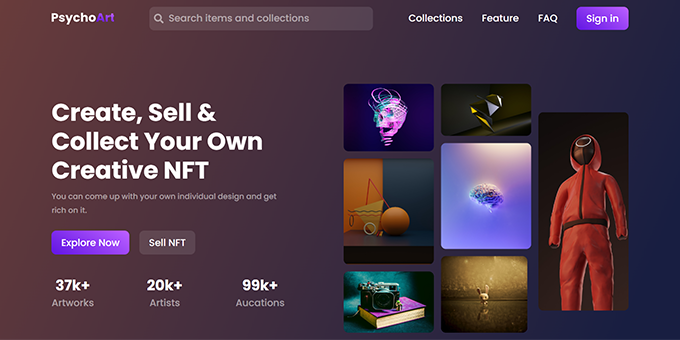 PsychoArt
Search items and collections
Collections
Feature
FAQ
Sign in
Create, Sell &
Collect Your Own
Creative NFT
You can come up with your own individual design and get
rich on it.
Explore Now
Sell NFT
37k+
20k+
99k+
Artworks
Artists
Aucations